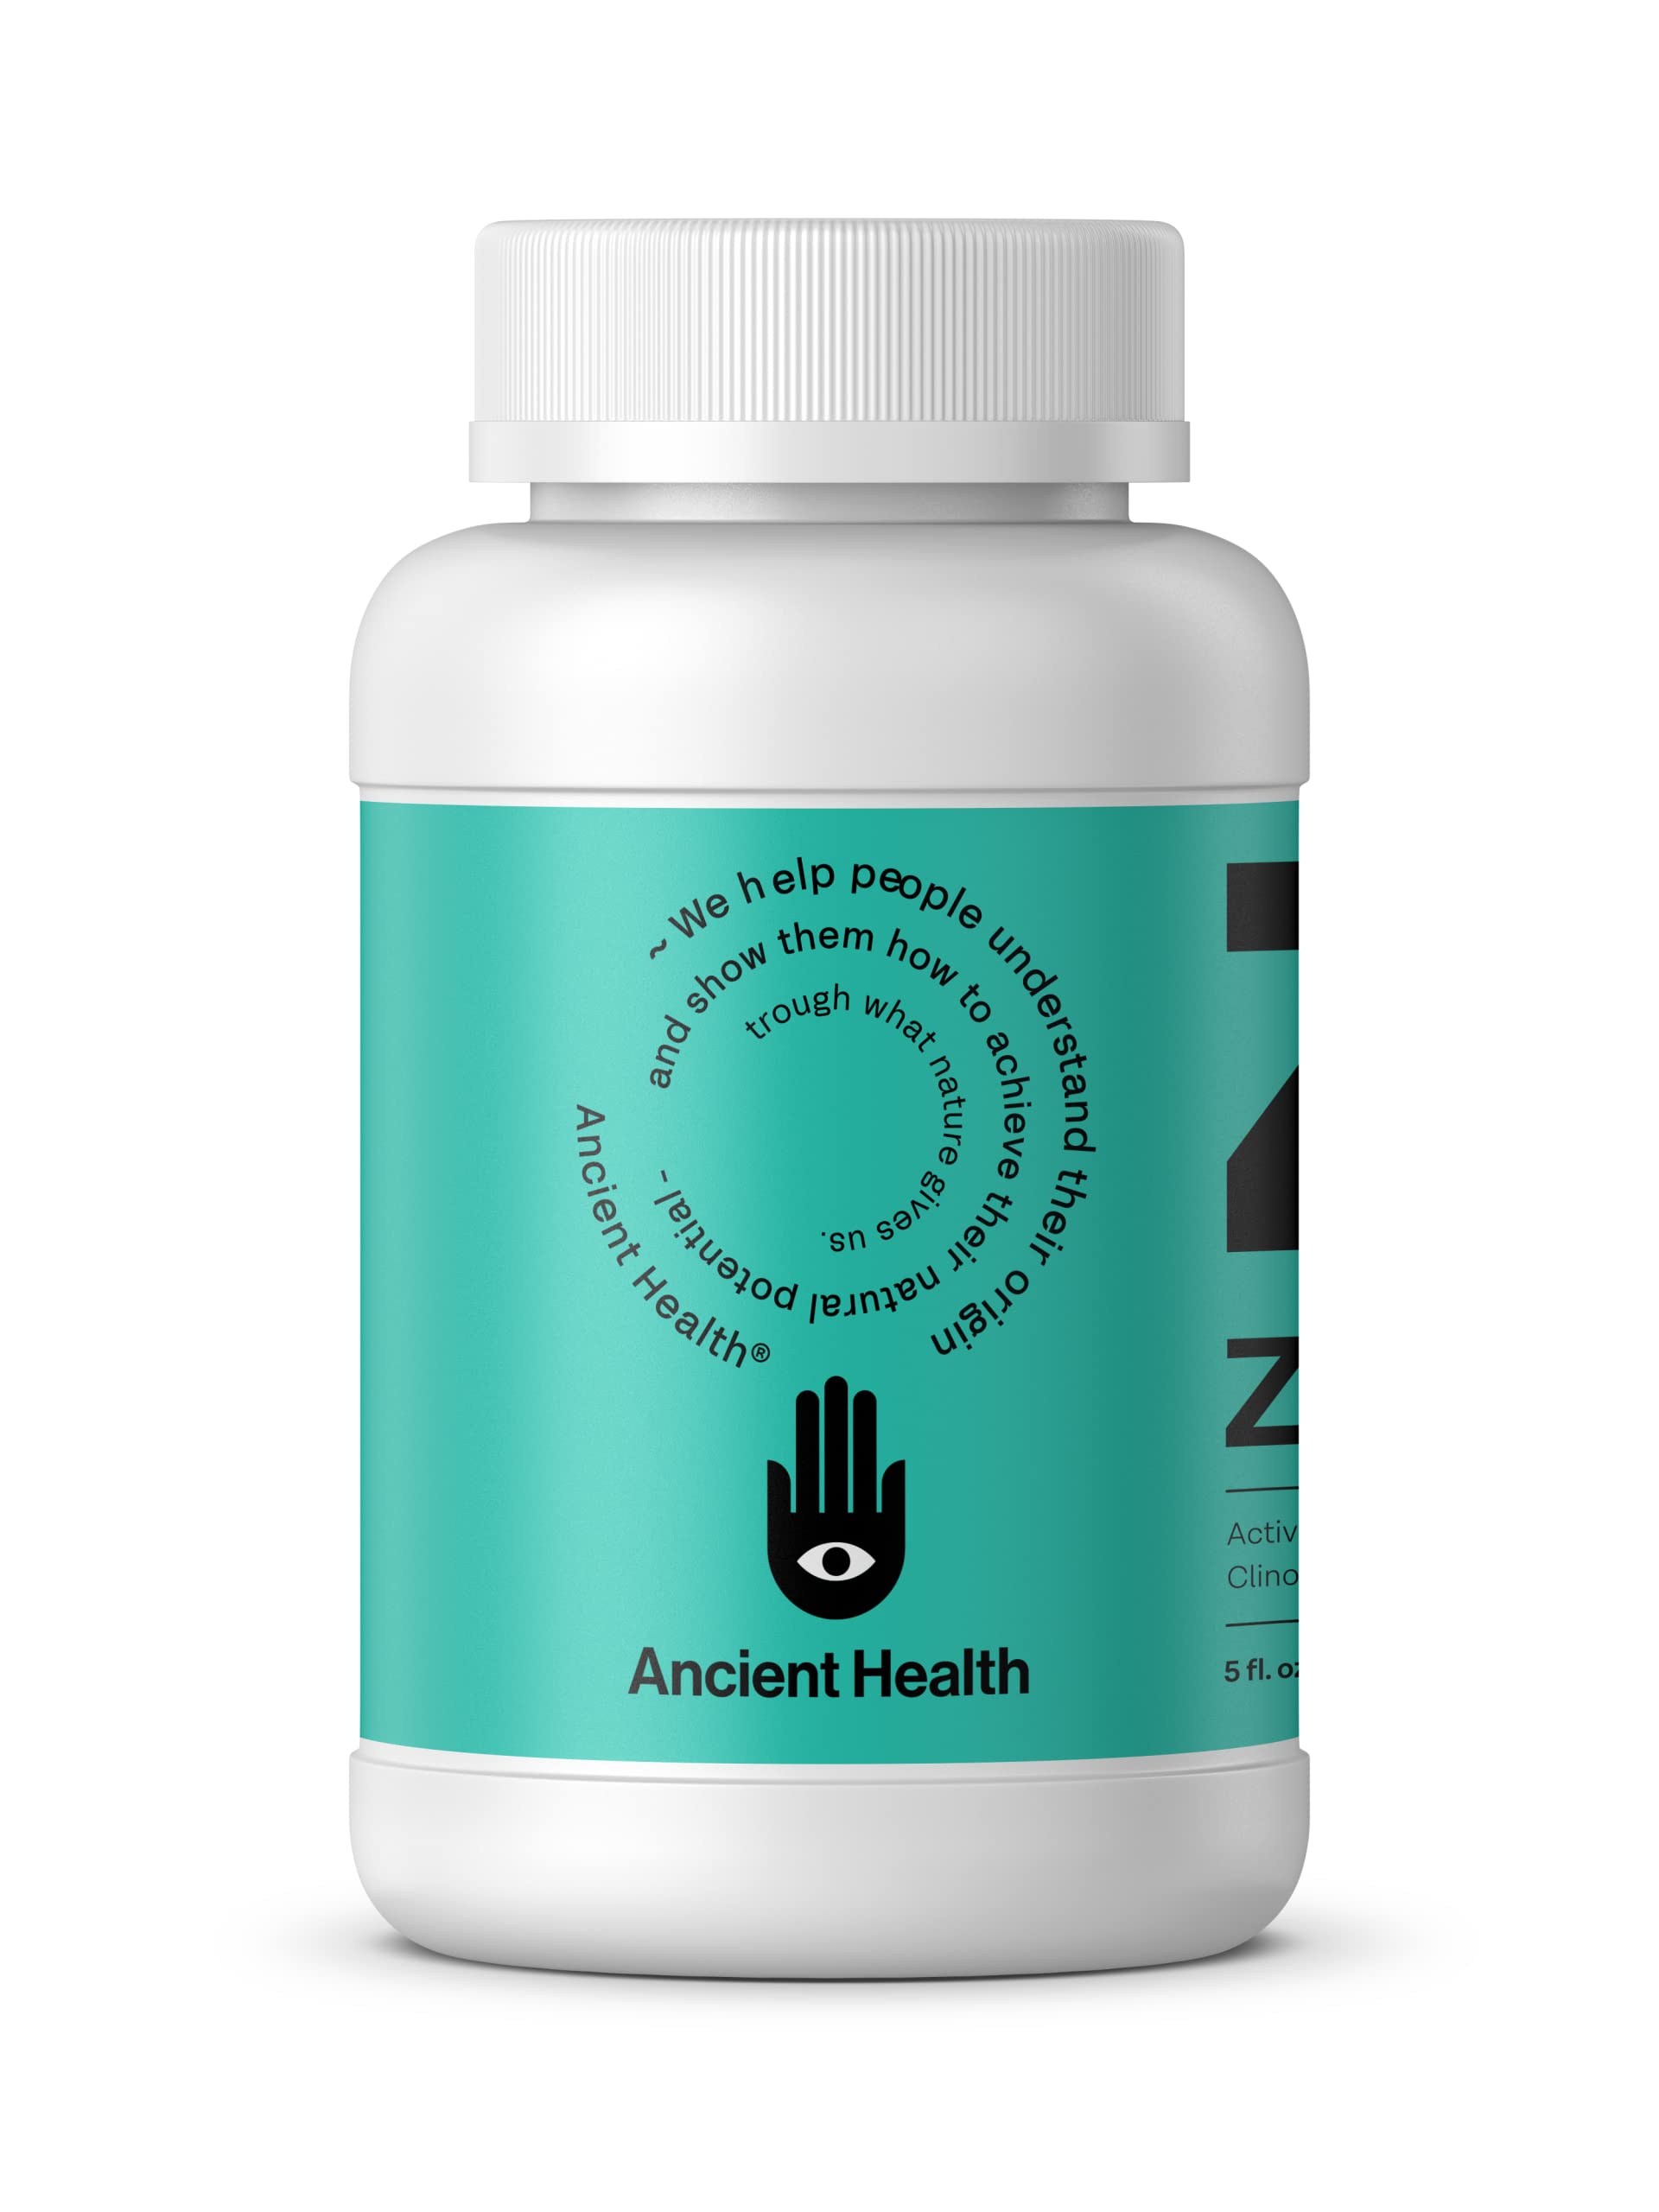 ~ We help people understand their origin
and show them how to achieve their natural potential -
trough what nature gives us.
Ancient Health®
Ancient Health
Z
Activ
Clino
5 fl. oz